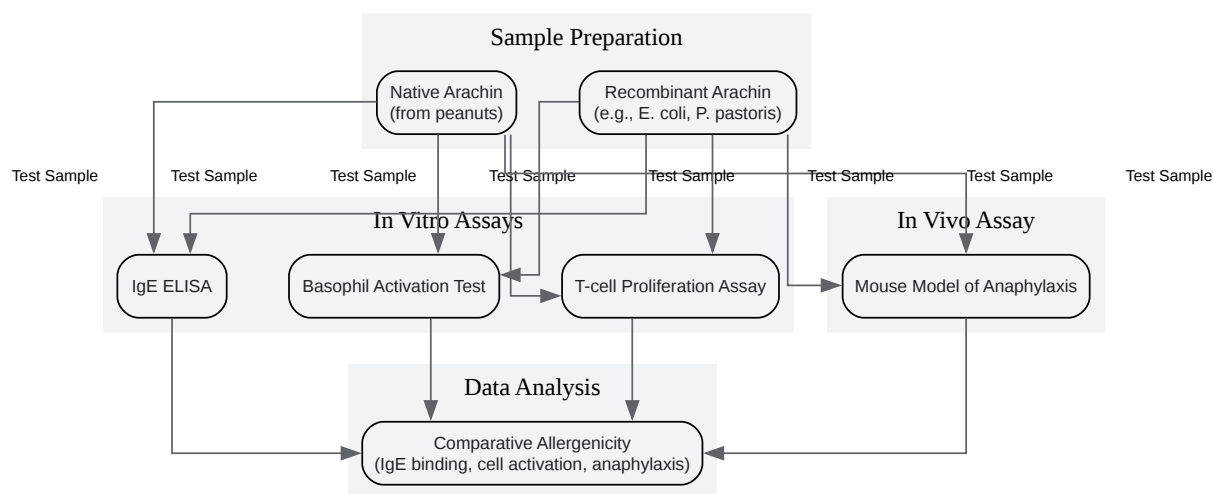 Sample Preparation
Native Arachin
(from peanuts)
Recombinant Arachin
(e.g., E. coli, P. pastoris)
Test Sample
Test Sample
Test Sample
Test Sample
Test Sample
Test Sample
Test Sample
Test Sample
In Vitro Assays
In Vivo Assay
IgE ELISA
Basophil Activation Test
T-cell Proliferation Assay
Mouse Model of Anaphylaxis
Data Analysis
Comparative Allergenicity
(IgE binding, cell activation, anaphylaxis)